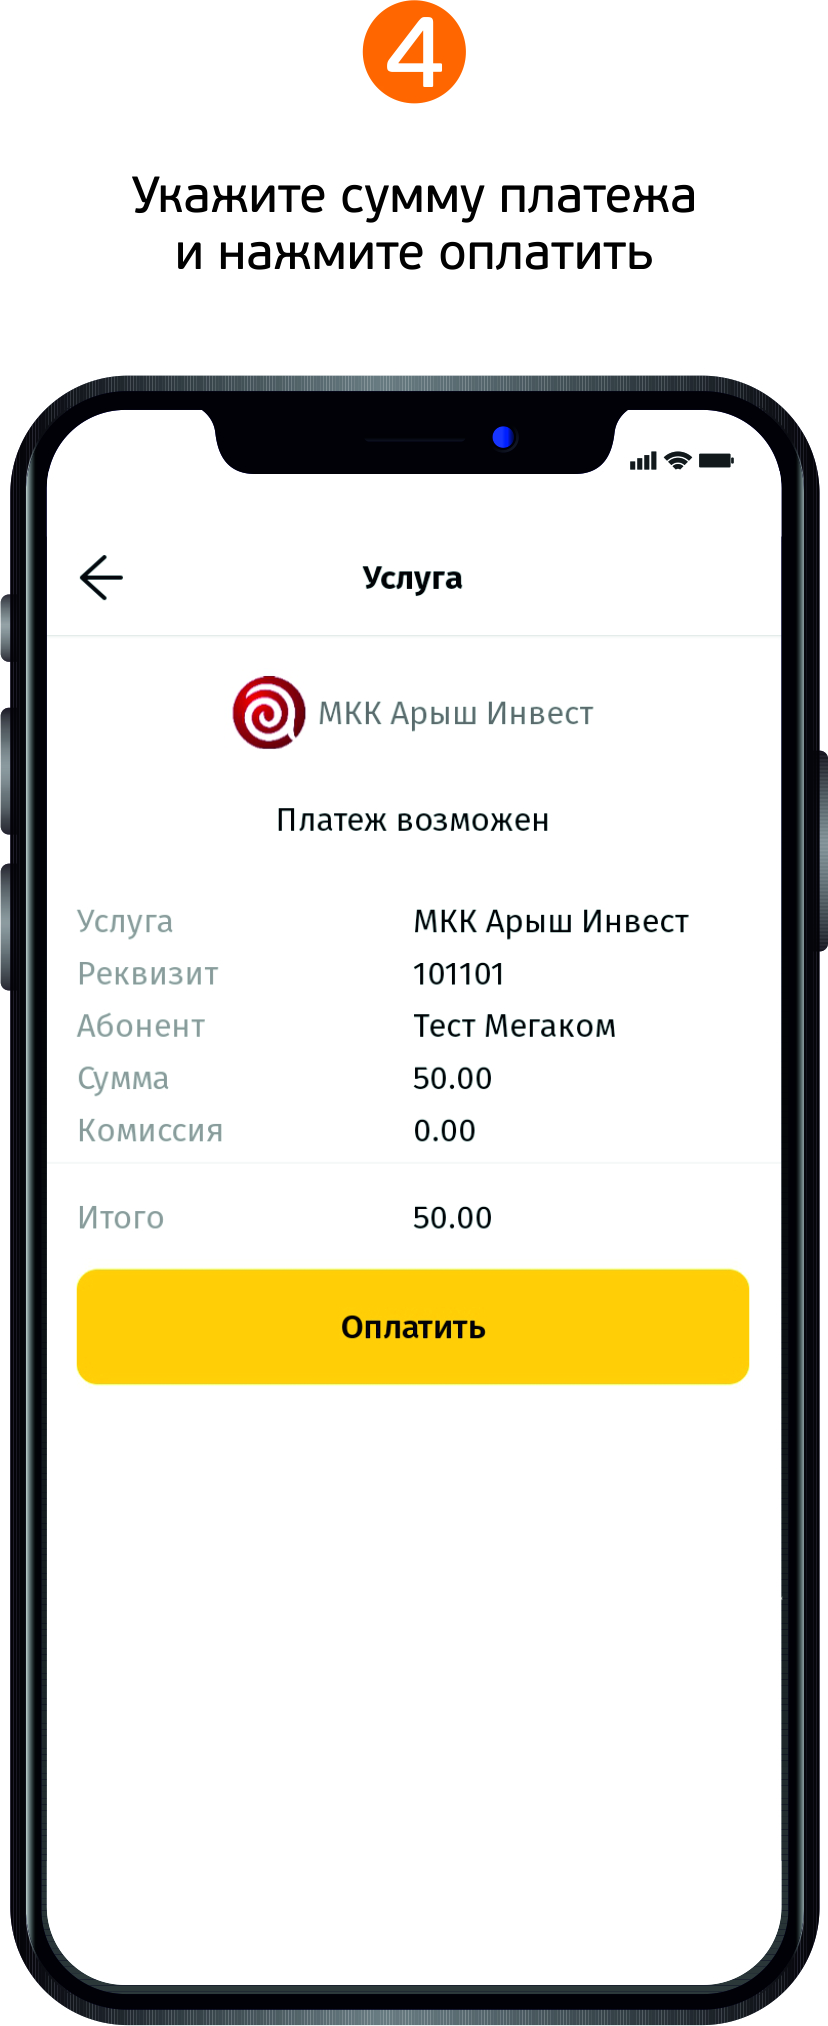 4
Укажите сумму платежа
и нажмите оплатить
Услуга
МКК Арыш Инвест
Платеж возможен
Услуга МКК Арыш Инвест
Реквизит 101101
Абонент Тест Мегаком
Сумма 50.00
Комиссия 0.00
Итого 50.00
Оплатить